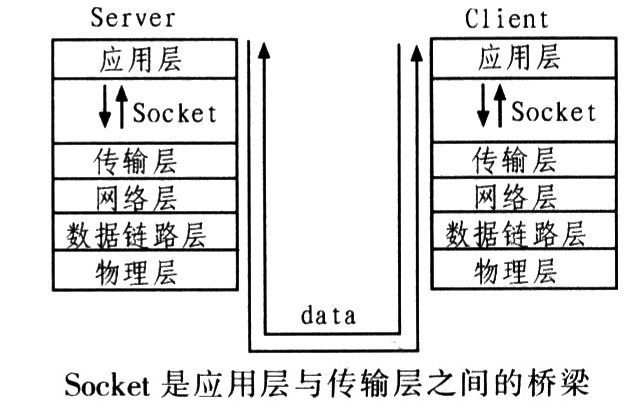 Server
应用层
Socket
传输层
网络层
数据链路层
物理层
Client
应用层
Socket
传输层
网络层
数据链路层
物理层
data
Socket 是应用层与传输层之间的桥梁